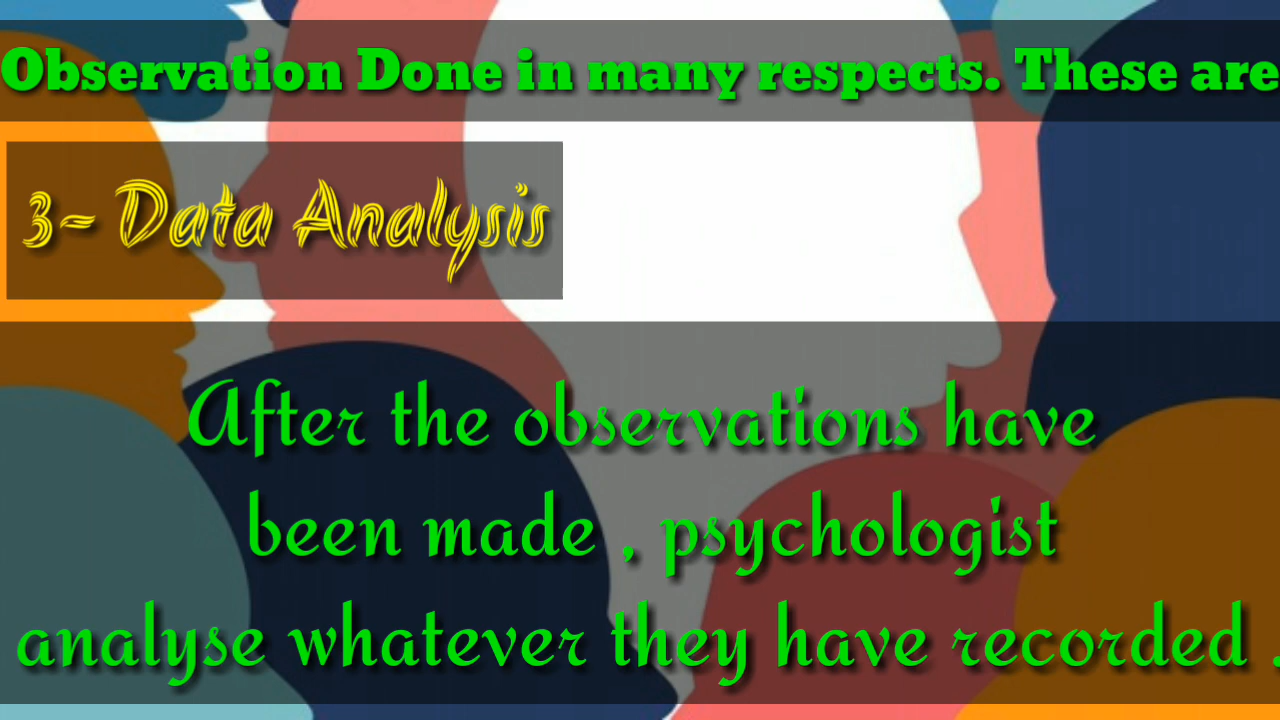 Observation Done in many respects. These are
3- Data Analysis
After the observations have
been made , psychologist
analyse whatever they have recorded .